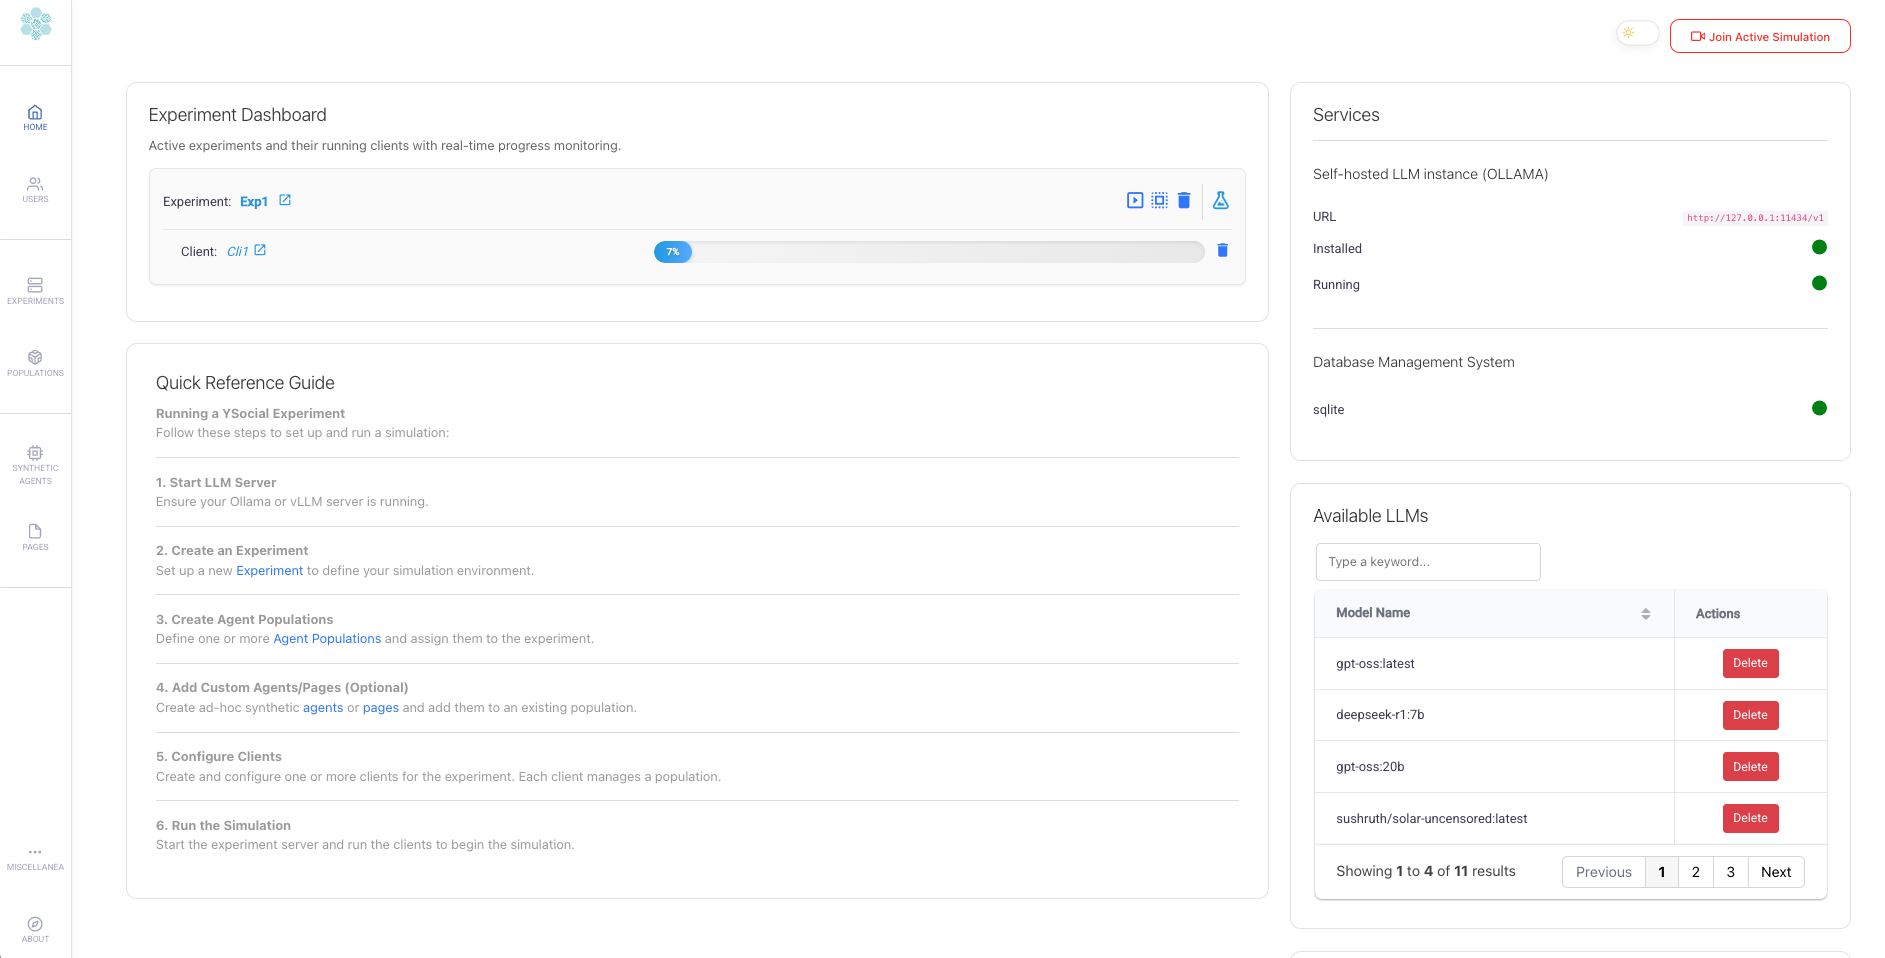 Join Active Simulation
HOME
USERS
EXPERIMENTS
POPULATIONS
SYNTHETIC
AGENTS
PAGES
MISCELLANEA
ABOUT
Experiment Dashboard
Active experiments and their running clients with real-time progress monitoring.
Experiment: Exp1
Client: Cli1
7%
Quick Reference Guide
Running a YSocial Experiment
Follow these steps to set up and run a simulation:
1. Start LLM Server
Ensure your Ollama or vLLM server is running.
2. Create an Experiment
Set up a new Experiment to define your simulation environment.
3. Create Agent Populations
Define one or more Agent Populations and assign them to the experiment.
4. Add Custom Agents/Pages (Optional)
Create ad-hoc synthetic agents or pages and add them to an existing population.
5. Configure Clients
Create and configure one or more clients for the experiment. Each client manages a population.
6. Run the Simulation
Start the experiment server and run the clients to begin the simulation.
Services
Self-hosted LLM instance (OLLAMA)
URL http://127.0.0.1:11434/v1
Installed
Running
Database Management System
sqlite
Available LLMs
Type a keyword...
Model Name Actions
gpt-oss:latest Delete
deepseek-r1:7b Delete
gpt-oss:20b Delete
sushruth/solar-uncensored:latest Delete
Showing 1 to 4 of 11 results Previous 1 2 3 Next